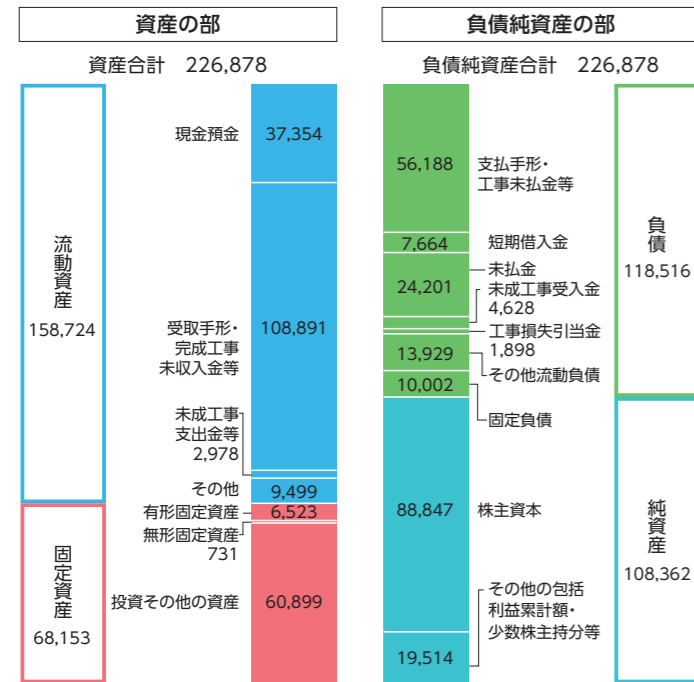 資産の部
資産合計 226,878
流動資産
158,724
固定資産
68,153
現金預金
37,354
受取手形・
完成工事
未収入金等
108,891
未成工事
支出金等
2,978
その他
9,499
有形固定資産
6,523
無形固定資産
731
投資その他の資産
60,899
負債純資産の部
負債純資産合計 226,878
56,188
支払手形・
工事未払金等
7,664
短期借入金
24,201
未払金
未成工事受入金
4,628
工事損失引当金
1,898
13,929
その他流動負債
10,002
固定負債
88,847
株主資本
その他の包括
利益累計額・
少数株主持分等
19,514
負債
118,516
純資産
108,362